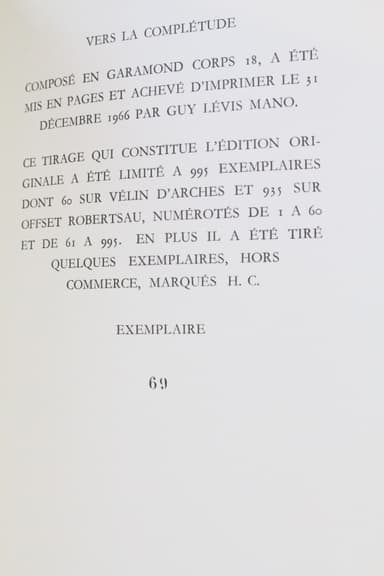 VERS LA COMPLÉTUDE
COMPOSÉ EN GARAMOND CORPS 18, A ÉTÉ
MIS EN PAGES ET ACHEVÉ D'IMPRIMER LE 31
DÉCEMBRE 1966 PAR GUY LÉVIS MANO.
CE TIRAGE QUI CONSTITUE L'ÉDITION ORI-
GINALE A ÉTÉ LIMITÉ A 995 EXEMPLAIRES
DONT 60 SUR VÉLIN D'ARCHES ET 935 SUR
OFFSET ROBERTSAU, NUMÉROTÉS DE 1 A 60
ET DE 61 A 995. EN PLUS IL A ÉTÉ TIRÉ
QUELQUES EXEMPLAIRES, HORS
COMMERCE, MARQUÉS H. C.
EXEMPLAIRE
69